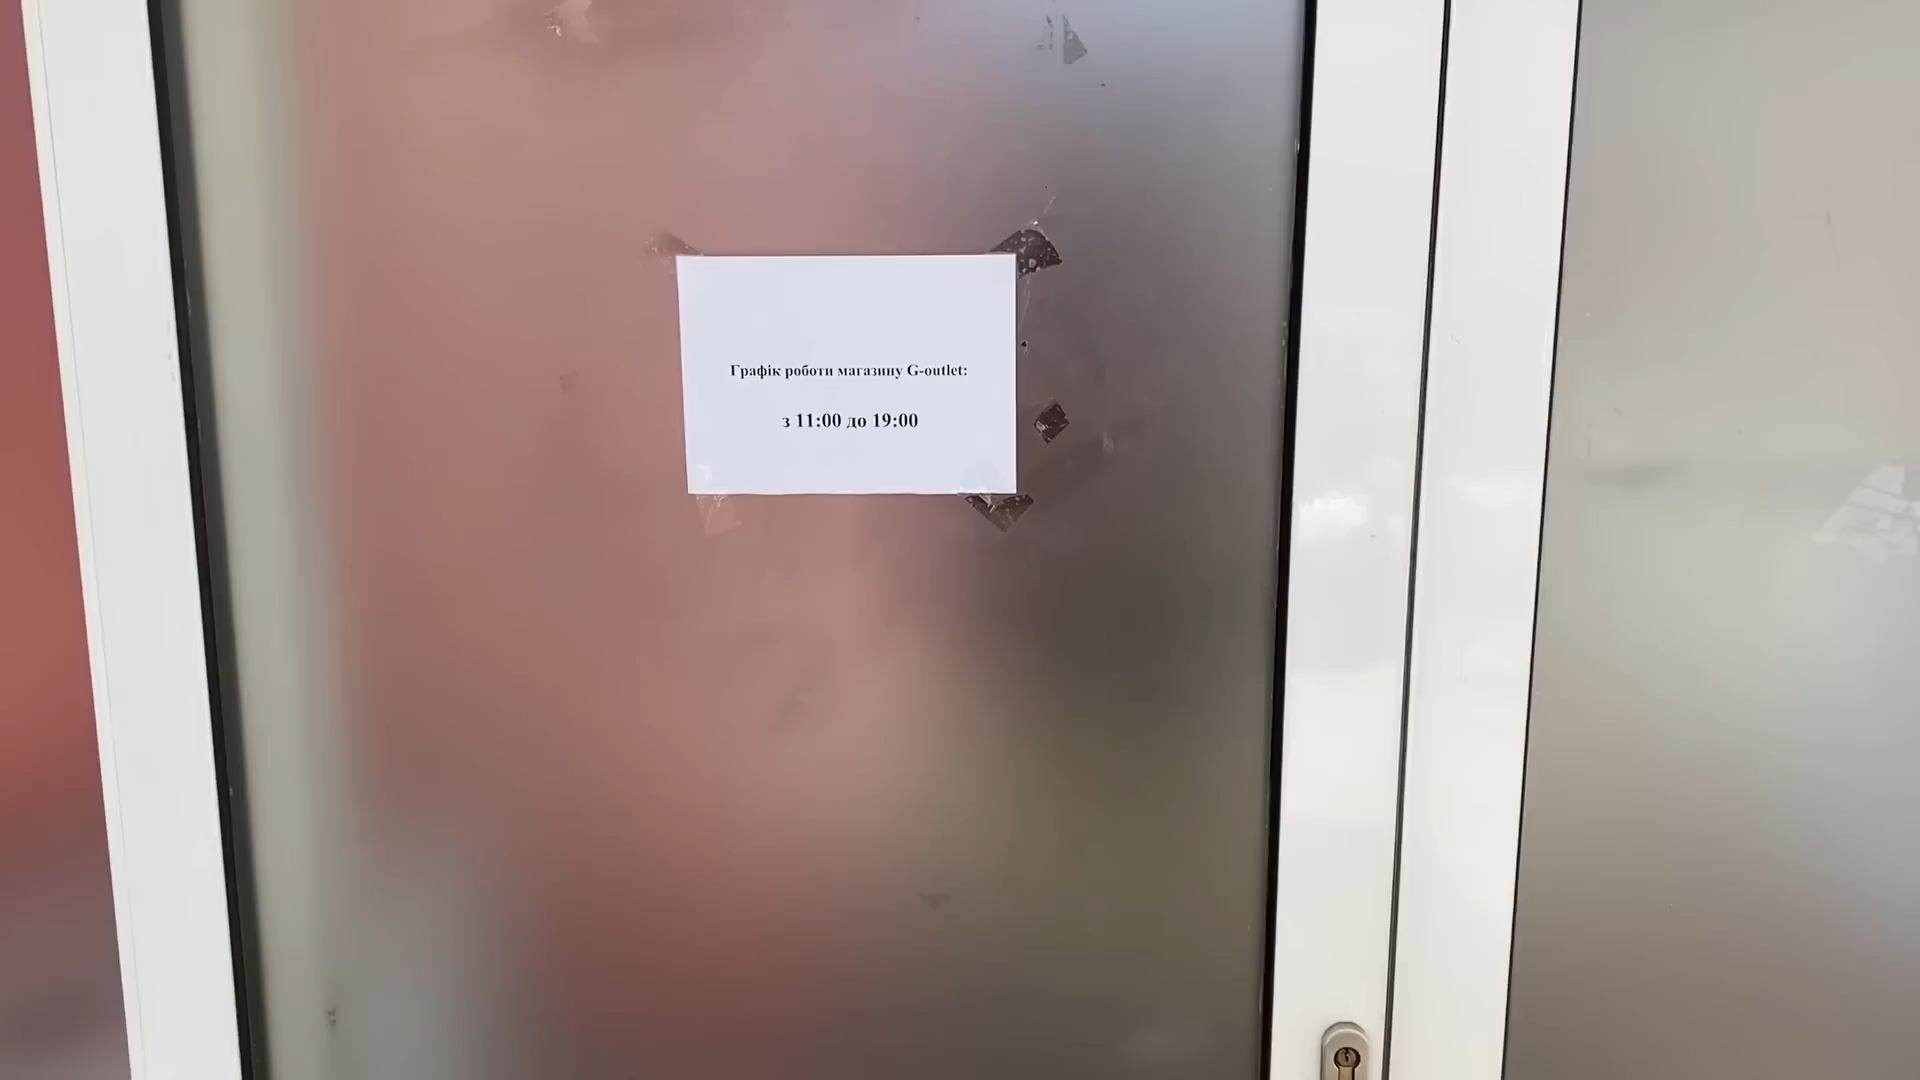 Графік роботи магазину G-outlet:
з 11:00 до 19:00